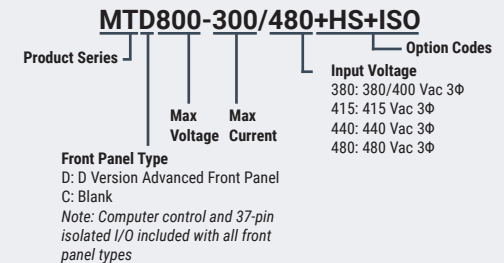 MTD800-300/480+HS+ISO
Product Series
Option Codes
Input Voltage
380: 380/400 Vac 3Φ
415: 415 Vac 3Φ
440: 440 Vac 3Φ
480: 480 Vac 3Φ
Max
Voltage
Max
Current
Front Panel Type
D: D Version Advanced Front Panel
C: Blank
Note: Computer control and 37-pin
isolated I/O included with all front
panel types